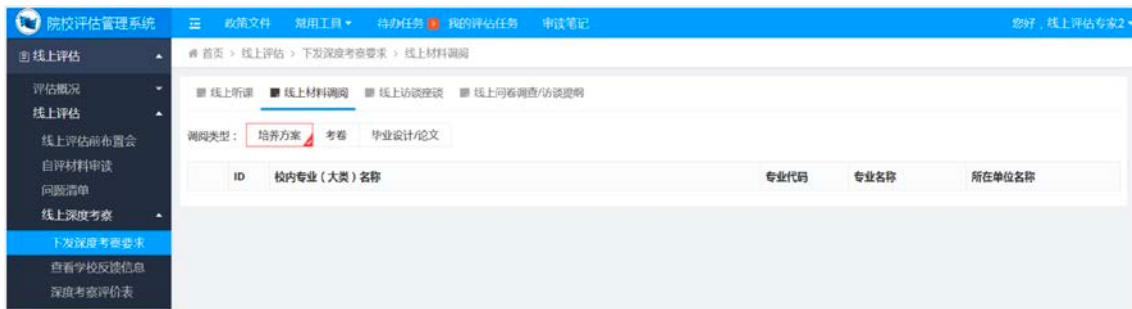 院校评估管理系统 政策文件 常用工具 待办任务 我的评估任务 审读笔记 您好，线上评估专家2
线上评估
首页 > 线上评估 > 下发深度考察要求 > 线上材料调阅
评估概况
线上听课 线上材料调阅 线上访谈座谈 线上问卷调查/访谈提纲
线上评估
线上评估前布置会
调阅类型： 培养方案 考卷 毕业设计/论文
自评材料审读
ID 校内专业（大类）名称 专业代码 专业名称 所在单位名称
问题清单
线上深度考察
下发深度考察要求
查看学校反馈信息
深度考察评价表